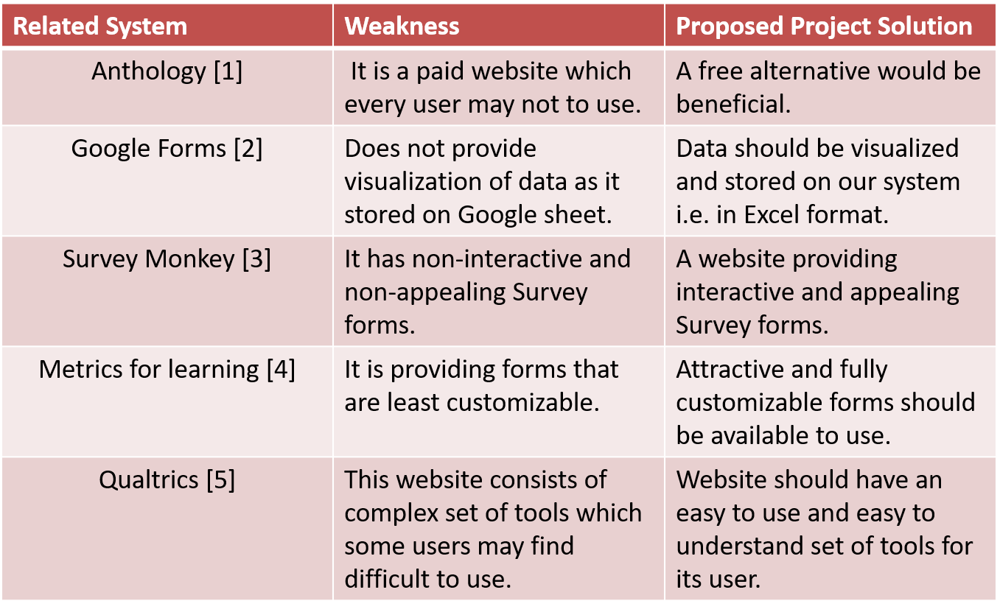 Related System
Weakness
Proposed Project Solution
Anthology [1]
It is a paid website which
every user may not to use.
A free alternative would be
beneficial.
Google Forms [2]
Does not provide
visualization of data as it
stored on Google sheet.
Data should be visualized
and stored on our system
i.e. in Excel format.
Survey Monkey [3]
It has non-interactive and
non-appealing Survey
forms.
A website providing
interactive and appealing
Survey forms.
Metrics for learning [4]
It is providing forms that
are least customizable.
Attractive and fully
customizable forms should
be available to use.
Qualtrics [5]
This website consists of
complex set of tools which
some users may find
difficult to use.
Website should have an
easy to use and easy to
understand set of tools for
its user.